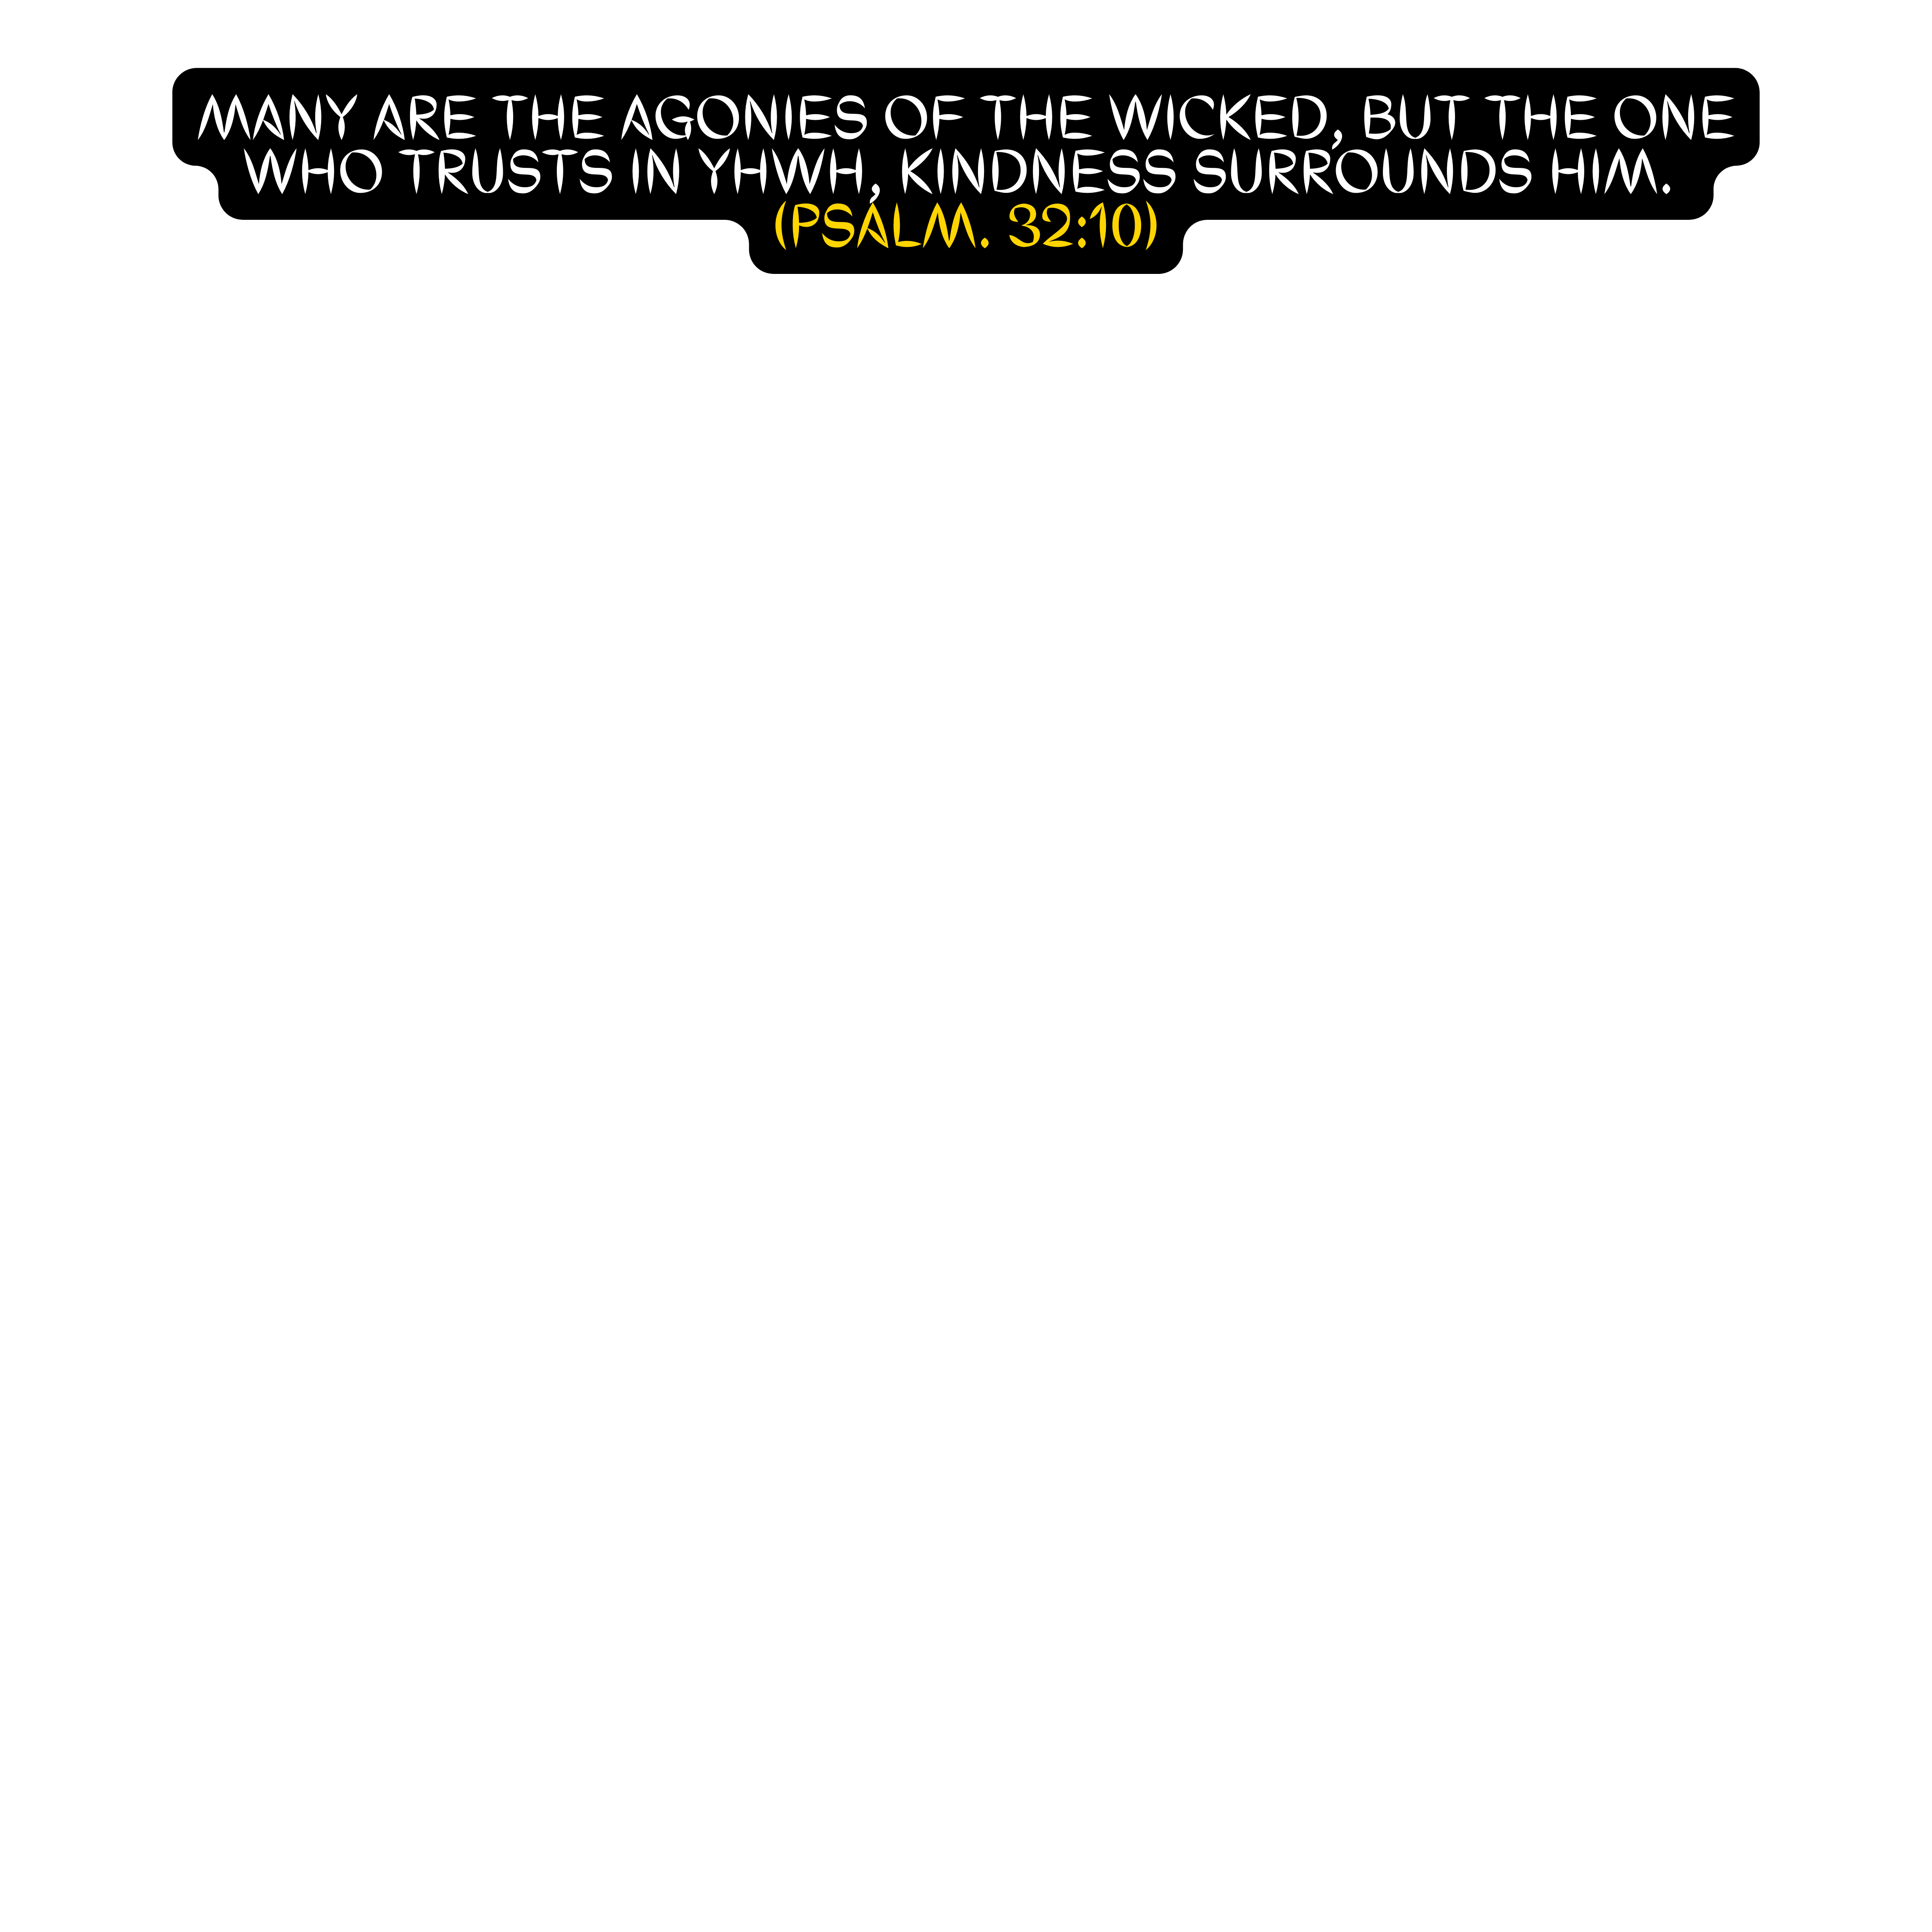 MANY ARE THE AGONIES OF THE WICKED, BUT THE ONE
WHO TRUSTS IN YHWH, KINDNESS SURROUNDS HIM.
(PSALM. 32:10)